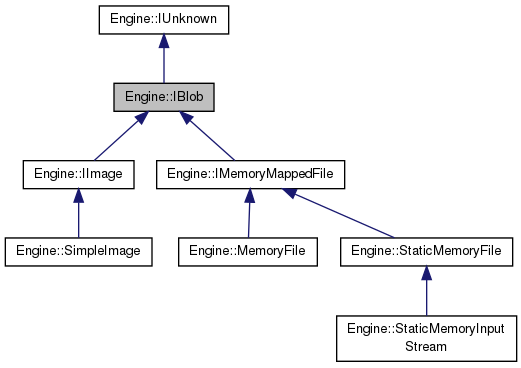 Engine::IUnknown
Engine::IBlob
Engine::IImage
Engine::IMemoryMappedFile
Engine::SimpleImage
Engine::MemoryFile
Engine::StaticMemoryFile
Engine::StaticMemoryInput
Stream